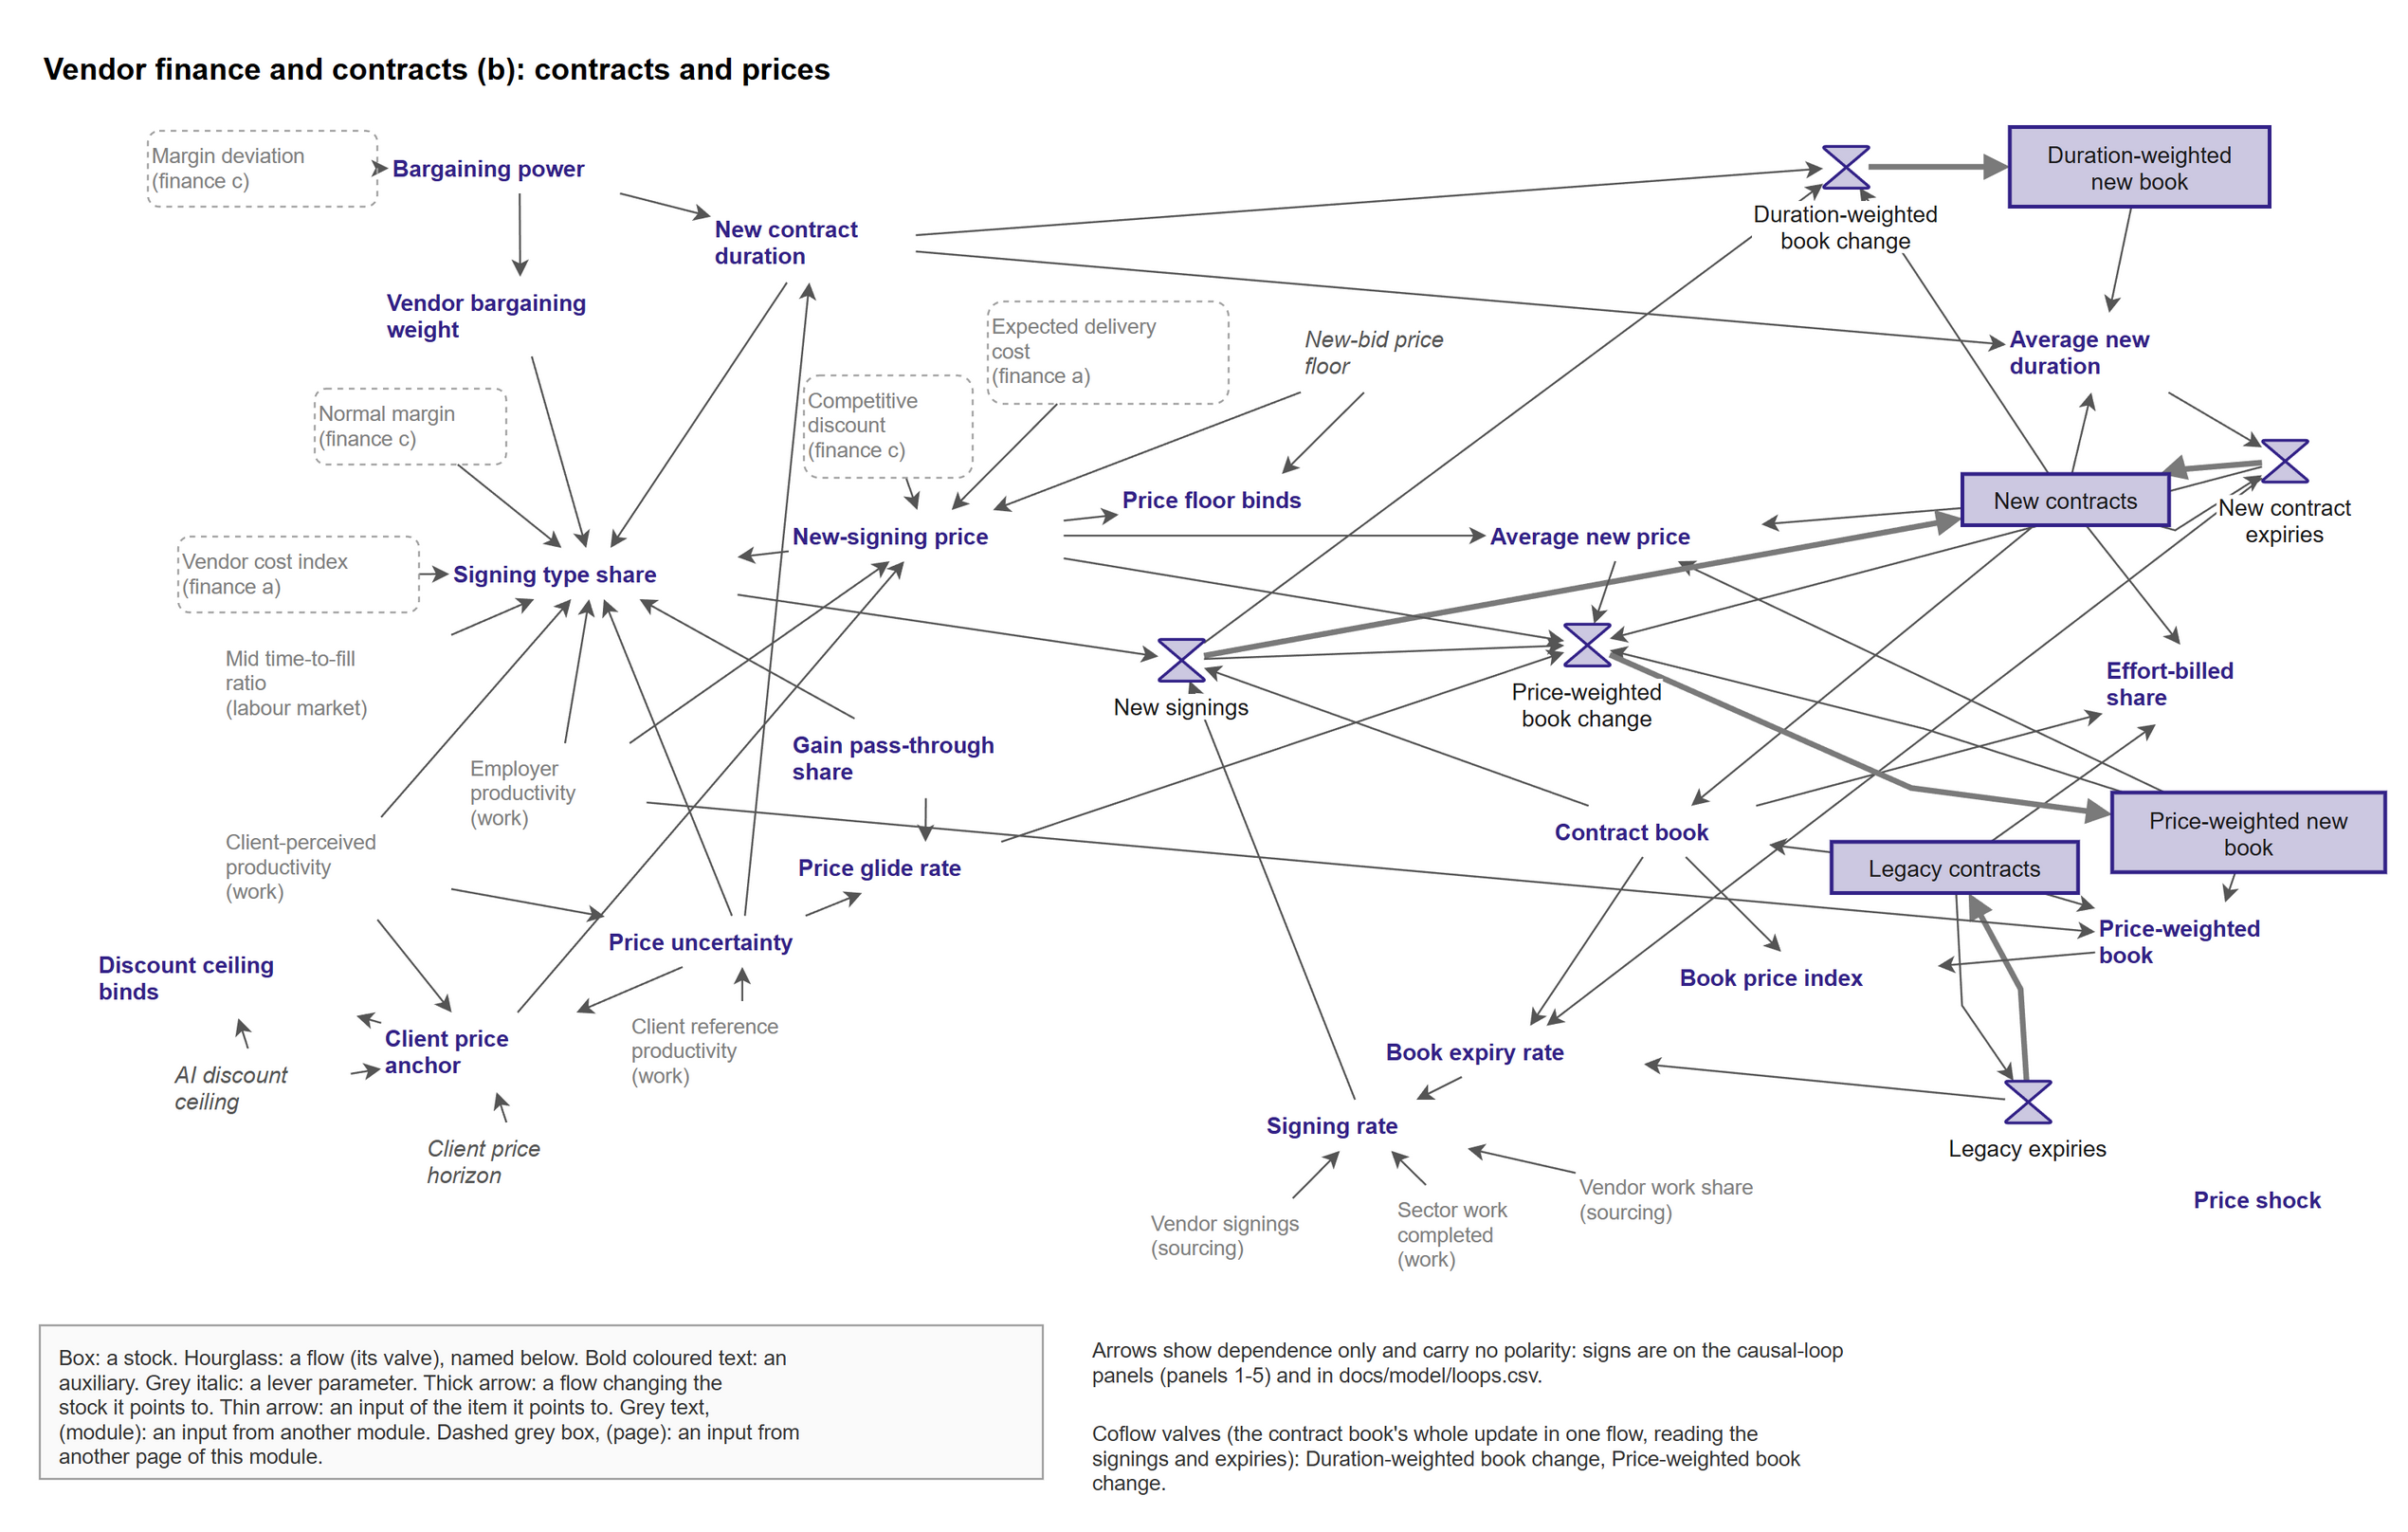 Vendor finance and contracts (b): contracts and prices
Margin deviation
(finance c)
Bargaining power
New contract
duration
Duration-weighted
book change
Duration-weighted
new book
Vendor bargaining
weight
Expected delivery
cost
(finance a)
New-bid price
floor
Average new
duration
Normal margin
(finance c)
Competitive
discount
(finance c)
Price floor binds
New contracts
New contract
expiries
New-signing price
Average new price
Vendor cost index
(finance a)
Signing type share
Mid time-to-fill
ratio
(labour market)
New signings
Price-weighted
book change
Effort-billed
share
Employer
productivity
(work)
Gain pass-through
share
Client-perceived
productivity
(work)
Price glide rate
Contract book
Legacy contracts
Price-weighted new
book
Price uncertainty
Price-weighted
book
Discount ceiling
binds
Book price index
Client reference
productivity
(work)
Client price
anchor
AI discount
ceiling
Book expiry rate
Client price
horizon
Signing rate
Legacy expiries
Vendor signings
(sourcing)
Sector work
completed
(work)
Vendor work share
(sourcing)
Price shock
Box: a stock. Hourglass: a flow (its valve), named below. Bold coloured text: an
auxiliary. Grey italic: a lever parameter. Thick arrow: a flow changing the
stock it points to. Thin arrow: an input of the item it points to. Grey text,
(module): an input from another module. Dashed grey box, (page): an input from
another page of this module.
Arrows show dependence only and carry no polarity: signs are on the causal-loop
panels (panels 1-5) and in docs/model/loops.csv.
Coflow valves (the contract book's whole update in one flow, reading the
signings and expiries): Duration-weighted book change, Price-weighted book
change.